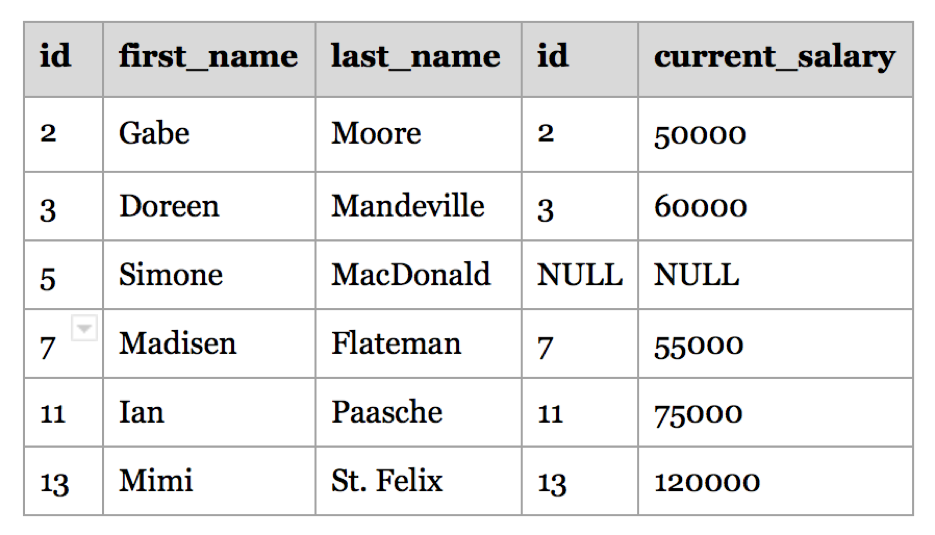 id first_name last_name id current_salary
2 Gabe Moore 2 50000
3 Doreen Mandeville 3 60000
5 Simone MacDonald NULL NULL
7 Madisen Flateman 7 55000
11 Ian Paasche 11 75000
13 Mimi St. Felix 13 120000